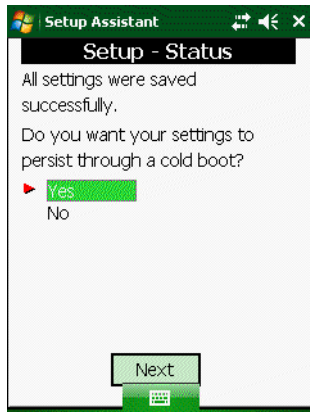 Setup Assistant
Setup - Status
All settings were saved
successfully.
Do you want your settings to
persist through a cold boot?
Yes
No
Next